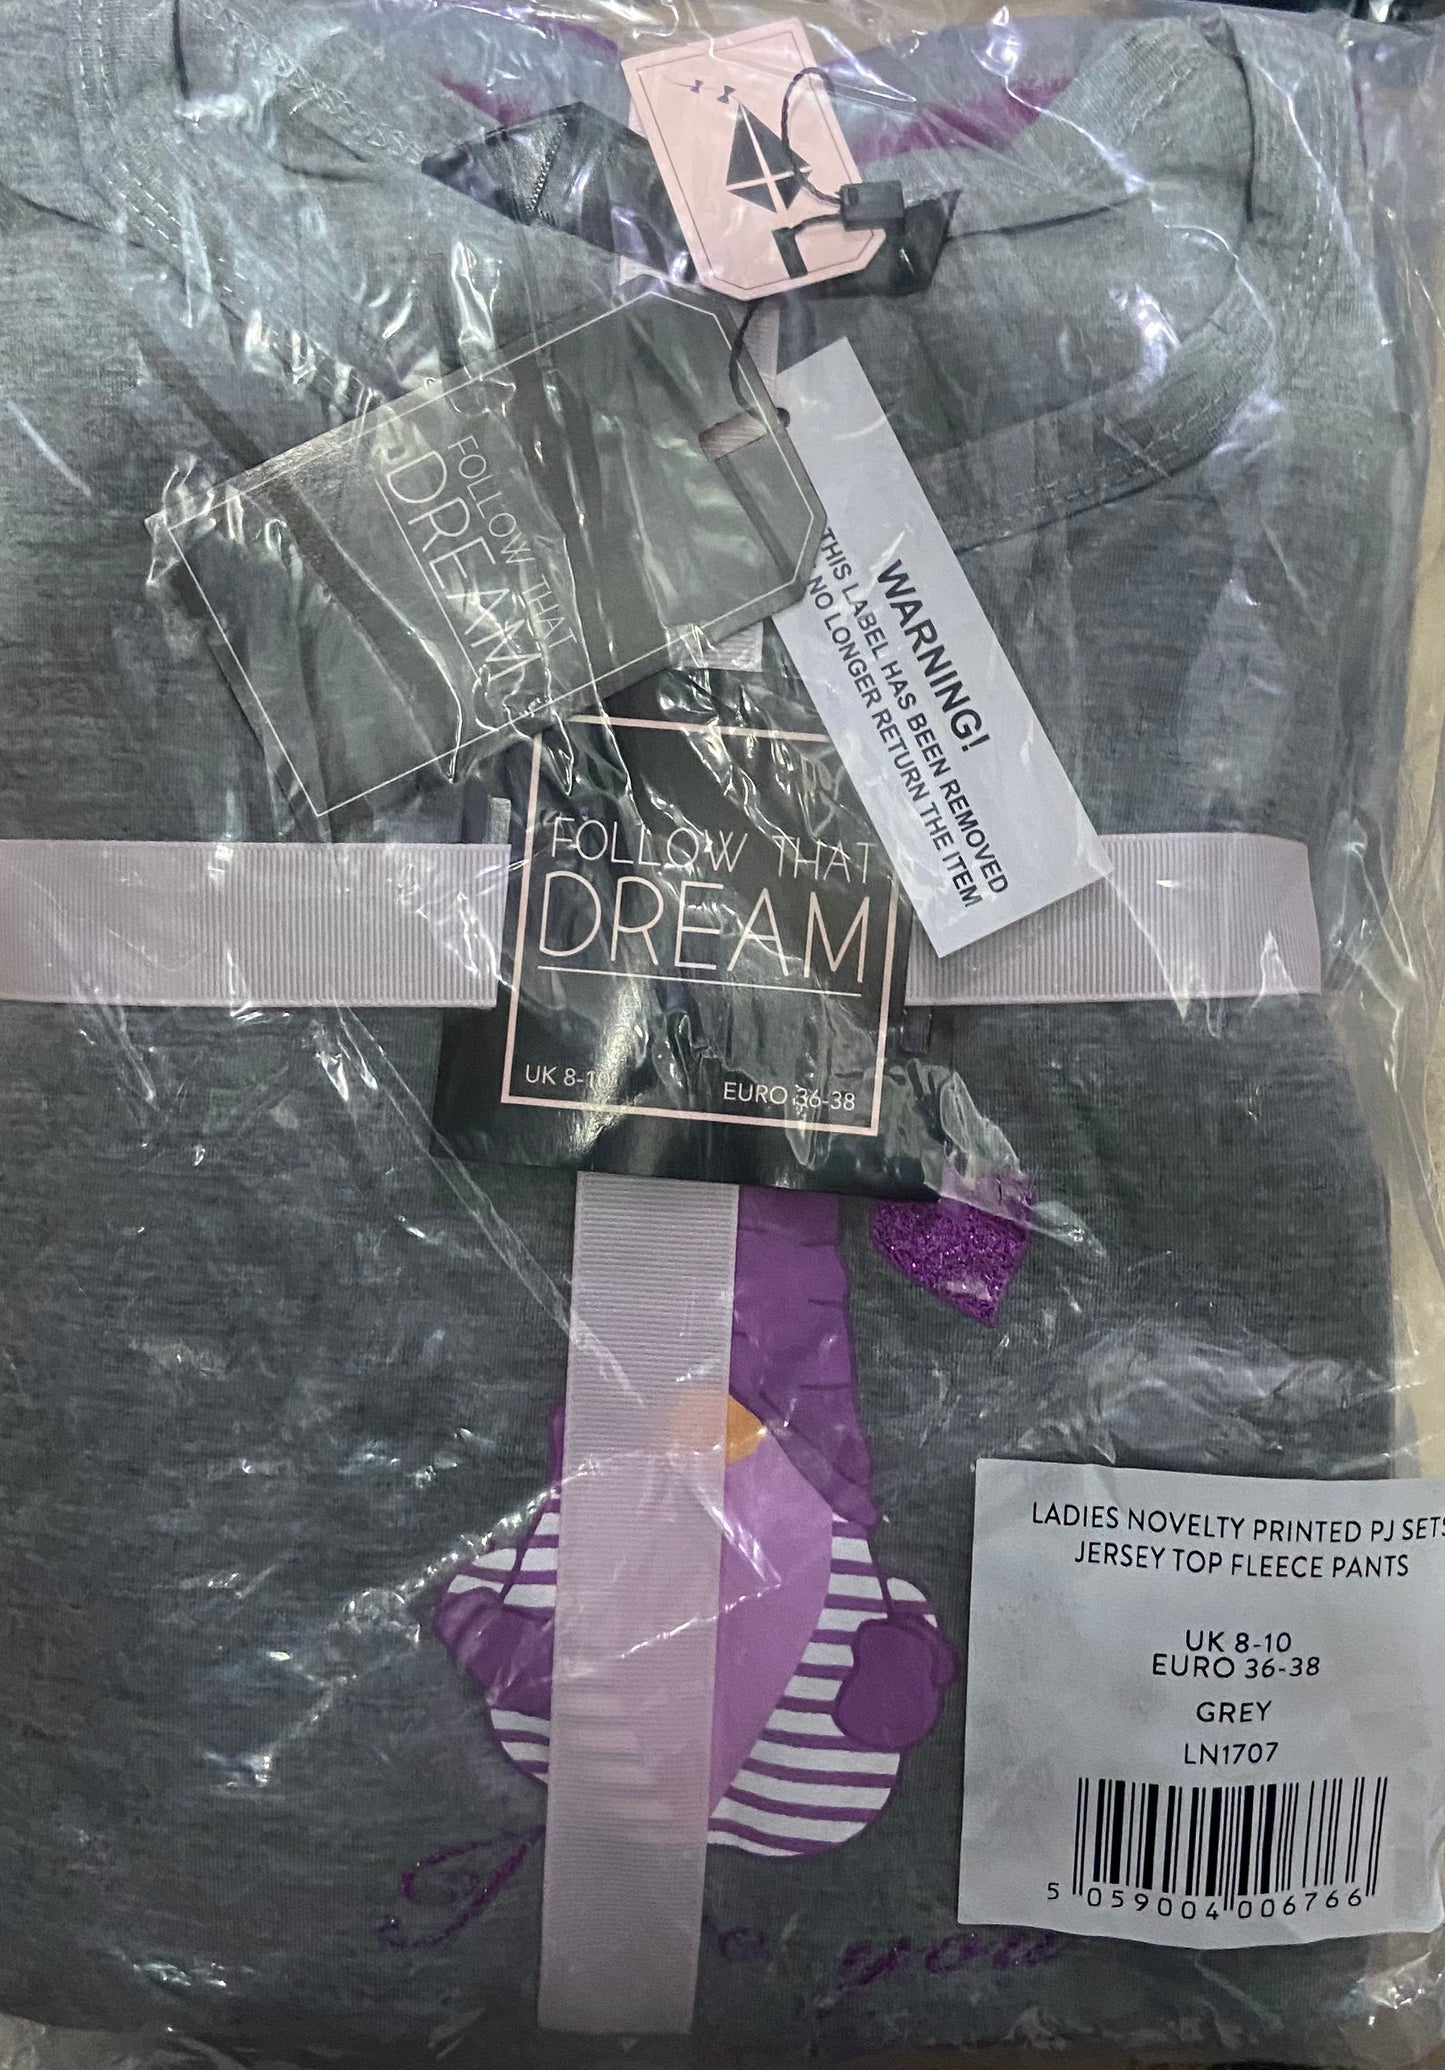 FOLLOW THAT
DREAM
WARNING!
THIS LABEL HAS BEEN REMOVED
NO LONGER RETURN THE ITEM
FOLLOW THAT
DREAM
UK 8-10
EURO 36-38
you
LADIES NOVELTY PRINTED PJ SETS
JERSEY TOP FLEECE PANTS
UK 8-10
EURO 36-38
GREY
LN1707
5 059004 006766